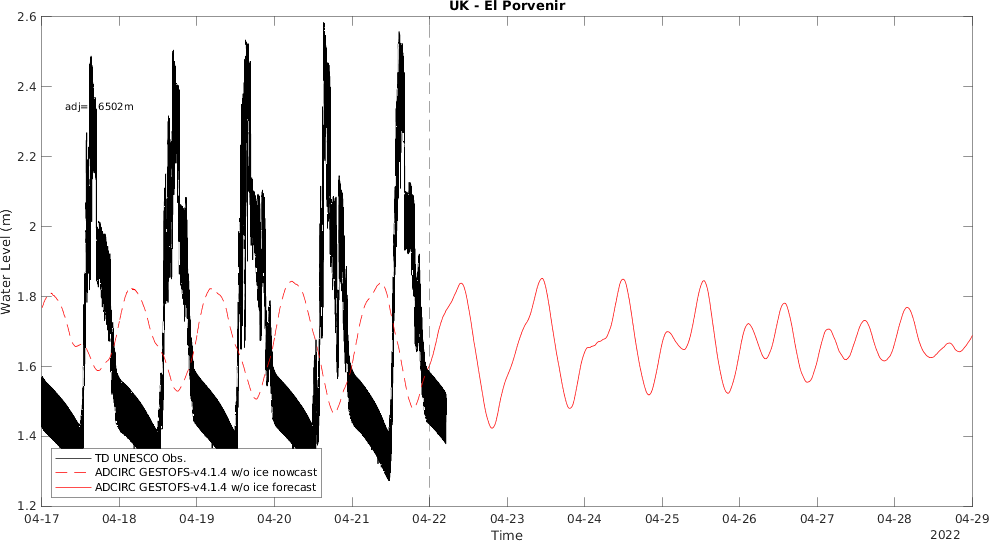 UK - El Porvenir
2.6
2.4
2.2
2
1.8
1.6
1.4
1.2
Water Level (m)
adj= 6502m
TD UNESCO Obs.
ADCIRC GESTOFS-v4.1.4 w/o ice nowcast
ADCIRC GESTOFS-v4.1.4 w/o ice forecast
04-17 04-18 04-19 04-20 04-21 04-22 04-23 04-24 04-25 04-26 04-27 04-28 04-29
Time
2022